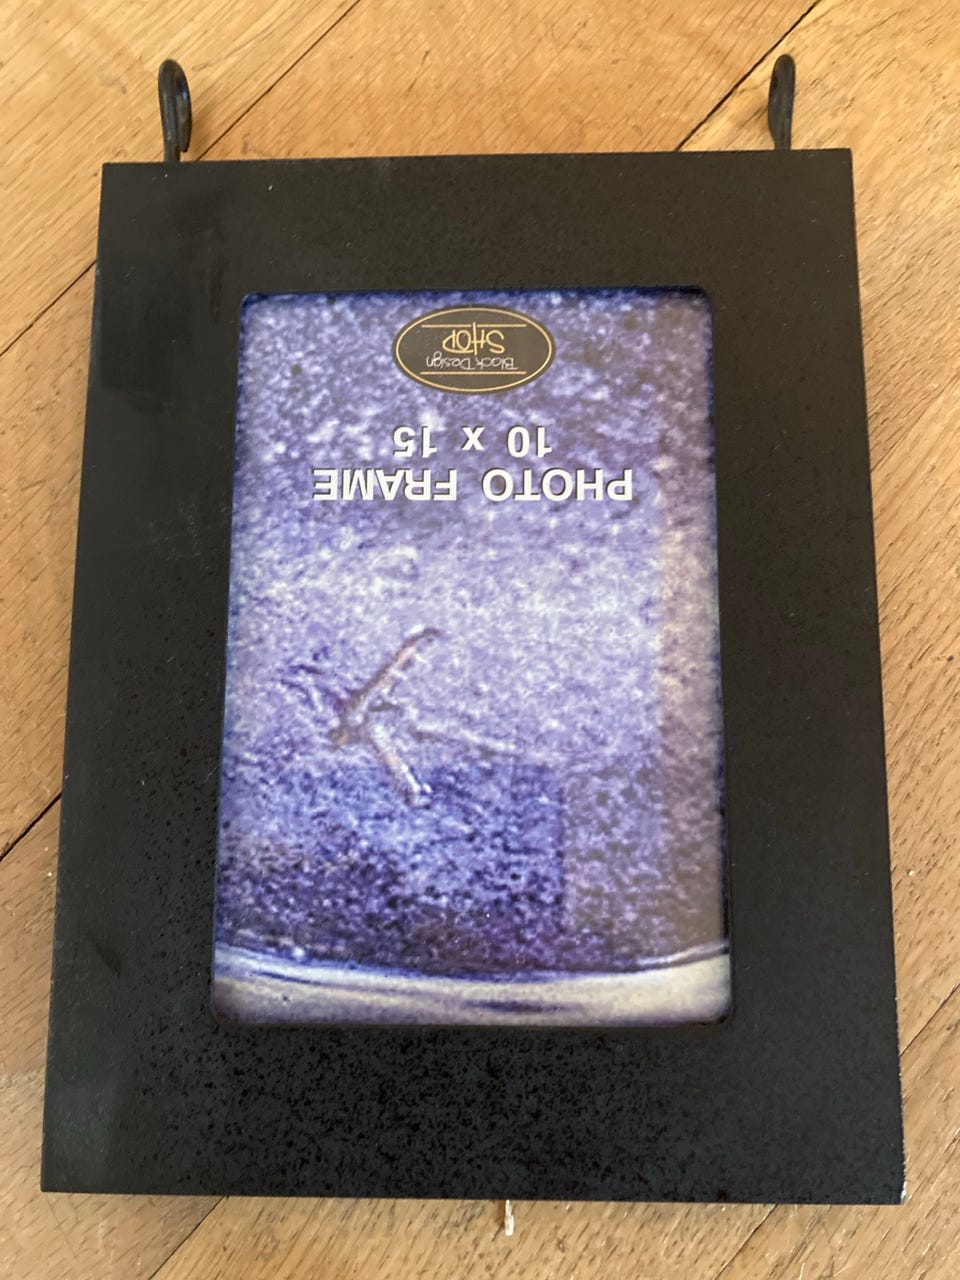 PHOTO FRAME
10 x 15
Black Design
SHOP